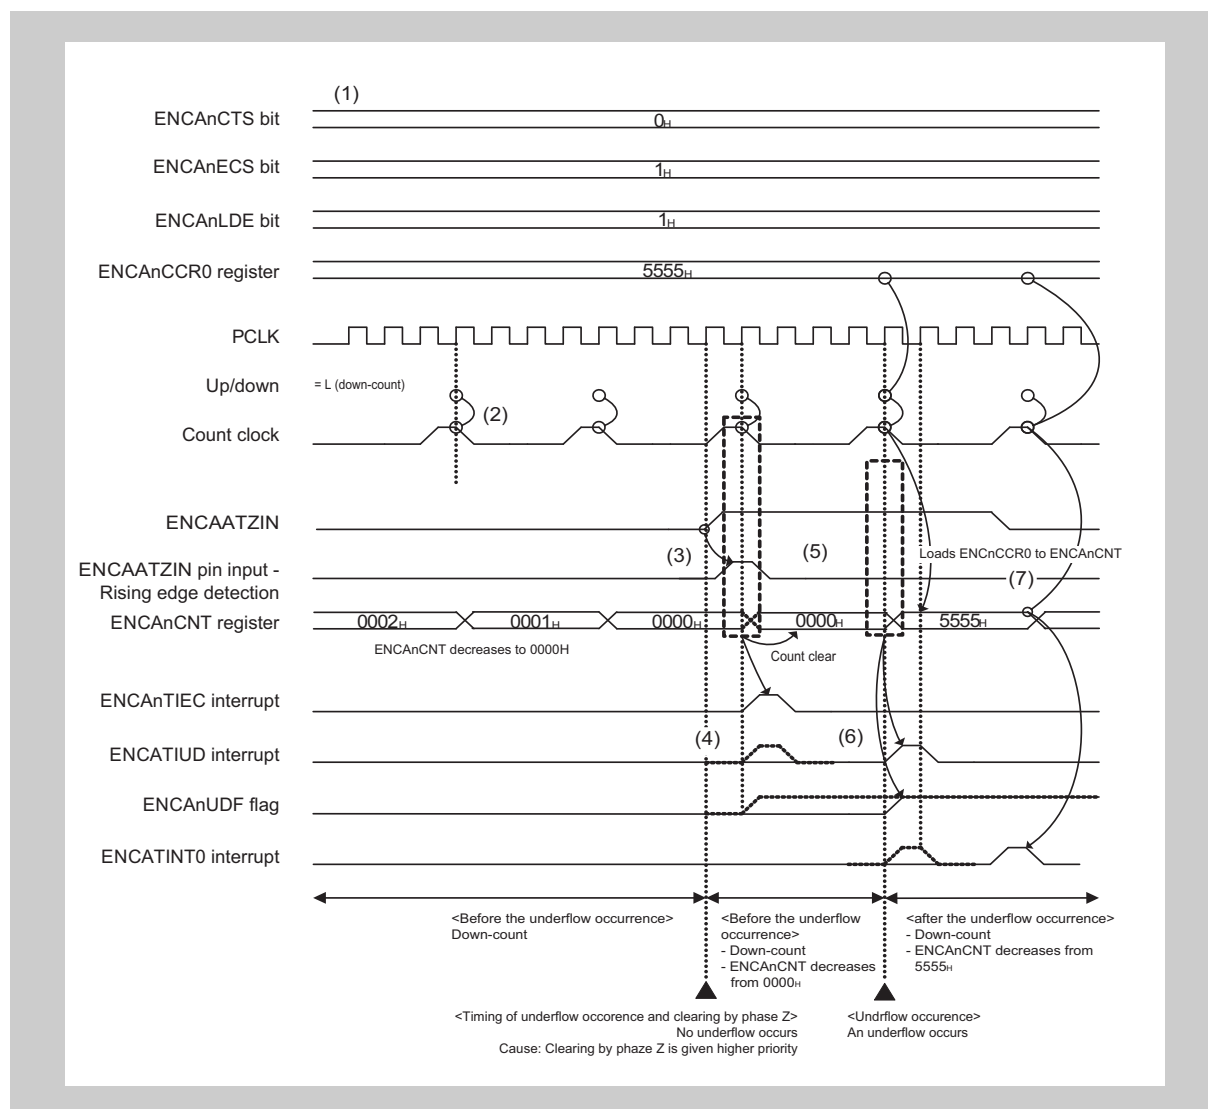 (1)
ENCAnCTS bit
0H
ENCAnECS bit
1H
ENCAnLDE bit
1H
ENCAnCCR0 register
5555H
PCLK
Up/down
= L (down-count)
(2)
Count clock
ENCAATZIN
(3)
(5)
Loads ENCnCCR0 to ENCAnCNT
ENCAATZIN pin input -
Rising edge detection
(7)
ENCAnCNT register
0002H
0001H
0000H
0000H
5555H
ENCAnCNT decreases to 0000H
Count clear
ENCAnTIEC interrupt
(4)
(6)
ENCATIUD interrupt
ENCAnUDF flag
ENCATINT0 interrupt
<Before the underflow occurrence>
Down-count
<Before the underflow
occurrence>
- Down-count
- ENCAnCNT decreases
from 0000H
<after the underflow occurrence>
- Down-count
- ENCAnCNT decreases from
5555H
<Timing of underflow occorence and clearing by phase Z>
No underflow occurs
Cause: Clearing by phaze Z is given higher priority
<Undrflow occurence>
An underflow occurs